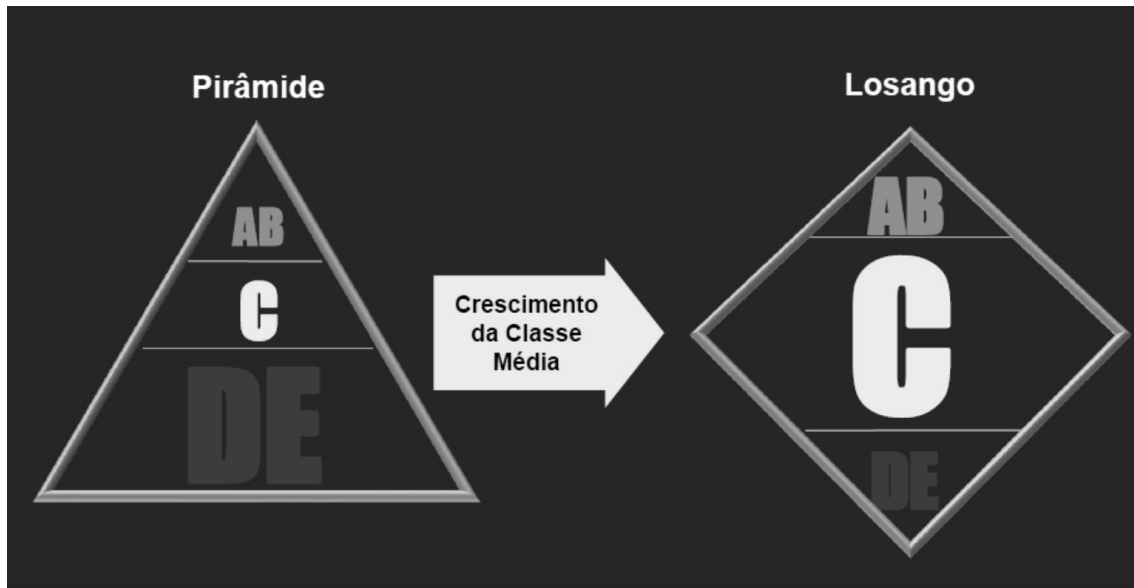 Pirâmide
AB
C
DE
Crescimento
da Classe
Média
Losango
AB
C
DE